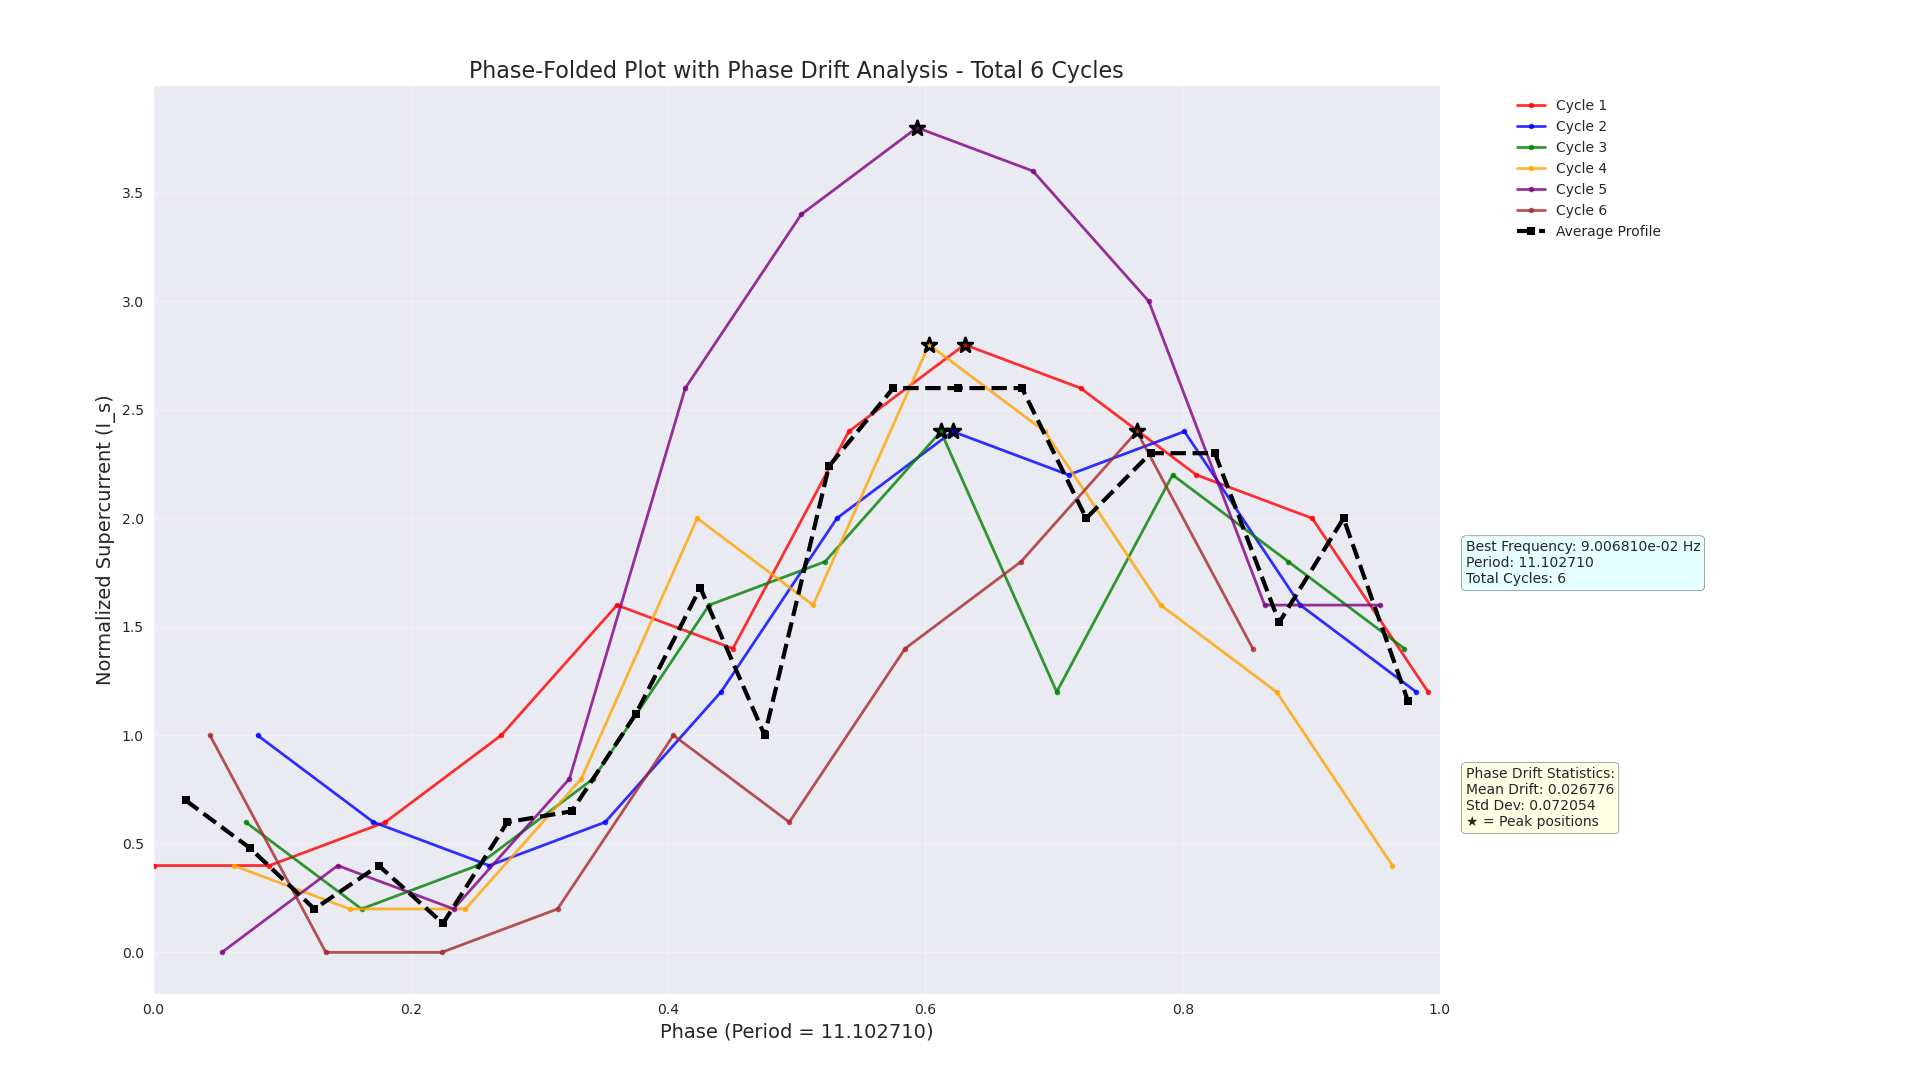 Phase-Folded Plot with Phase Drift Analysis - Total 6 Cycles
Normalized Supercurrent (I_s)
3.5
3.0
2.5
2.0
1.5
1.0
0.5
0.0
0.0
0.2
0.4
0.6
0.8
1.0
Phase (Period = 11.102710)
Cycle 1
Cycle 2
Cycle 3
Cycle 4
Cycle 5
Cycle 6
Average Profile
Best Frequency: 9.006810e-02 Hz
Period: 11.102710
Total Cycles: 6
Phase Drift Statistics:
Mean Drift: 0.026776
Std Dev: 0.072054
★ = Peak positions